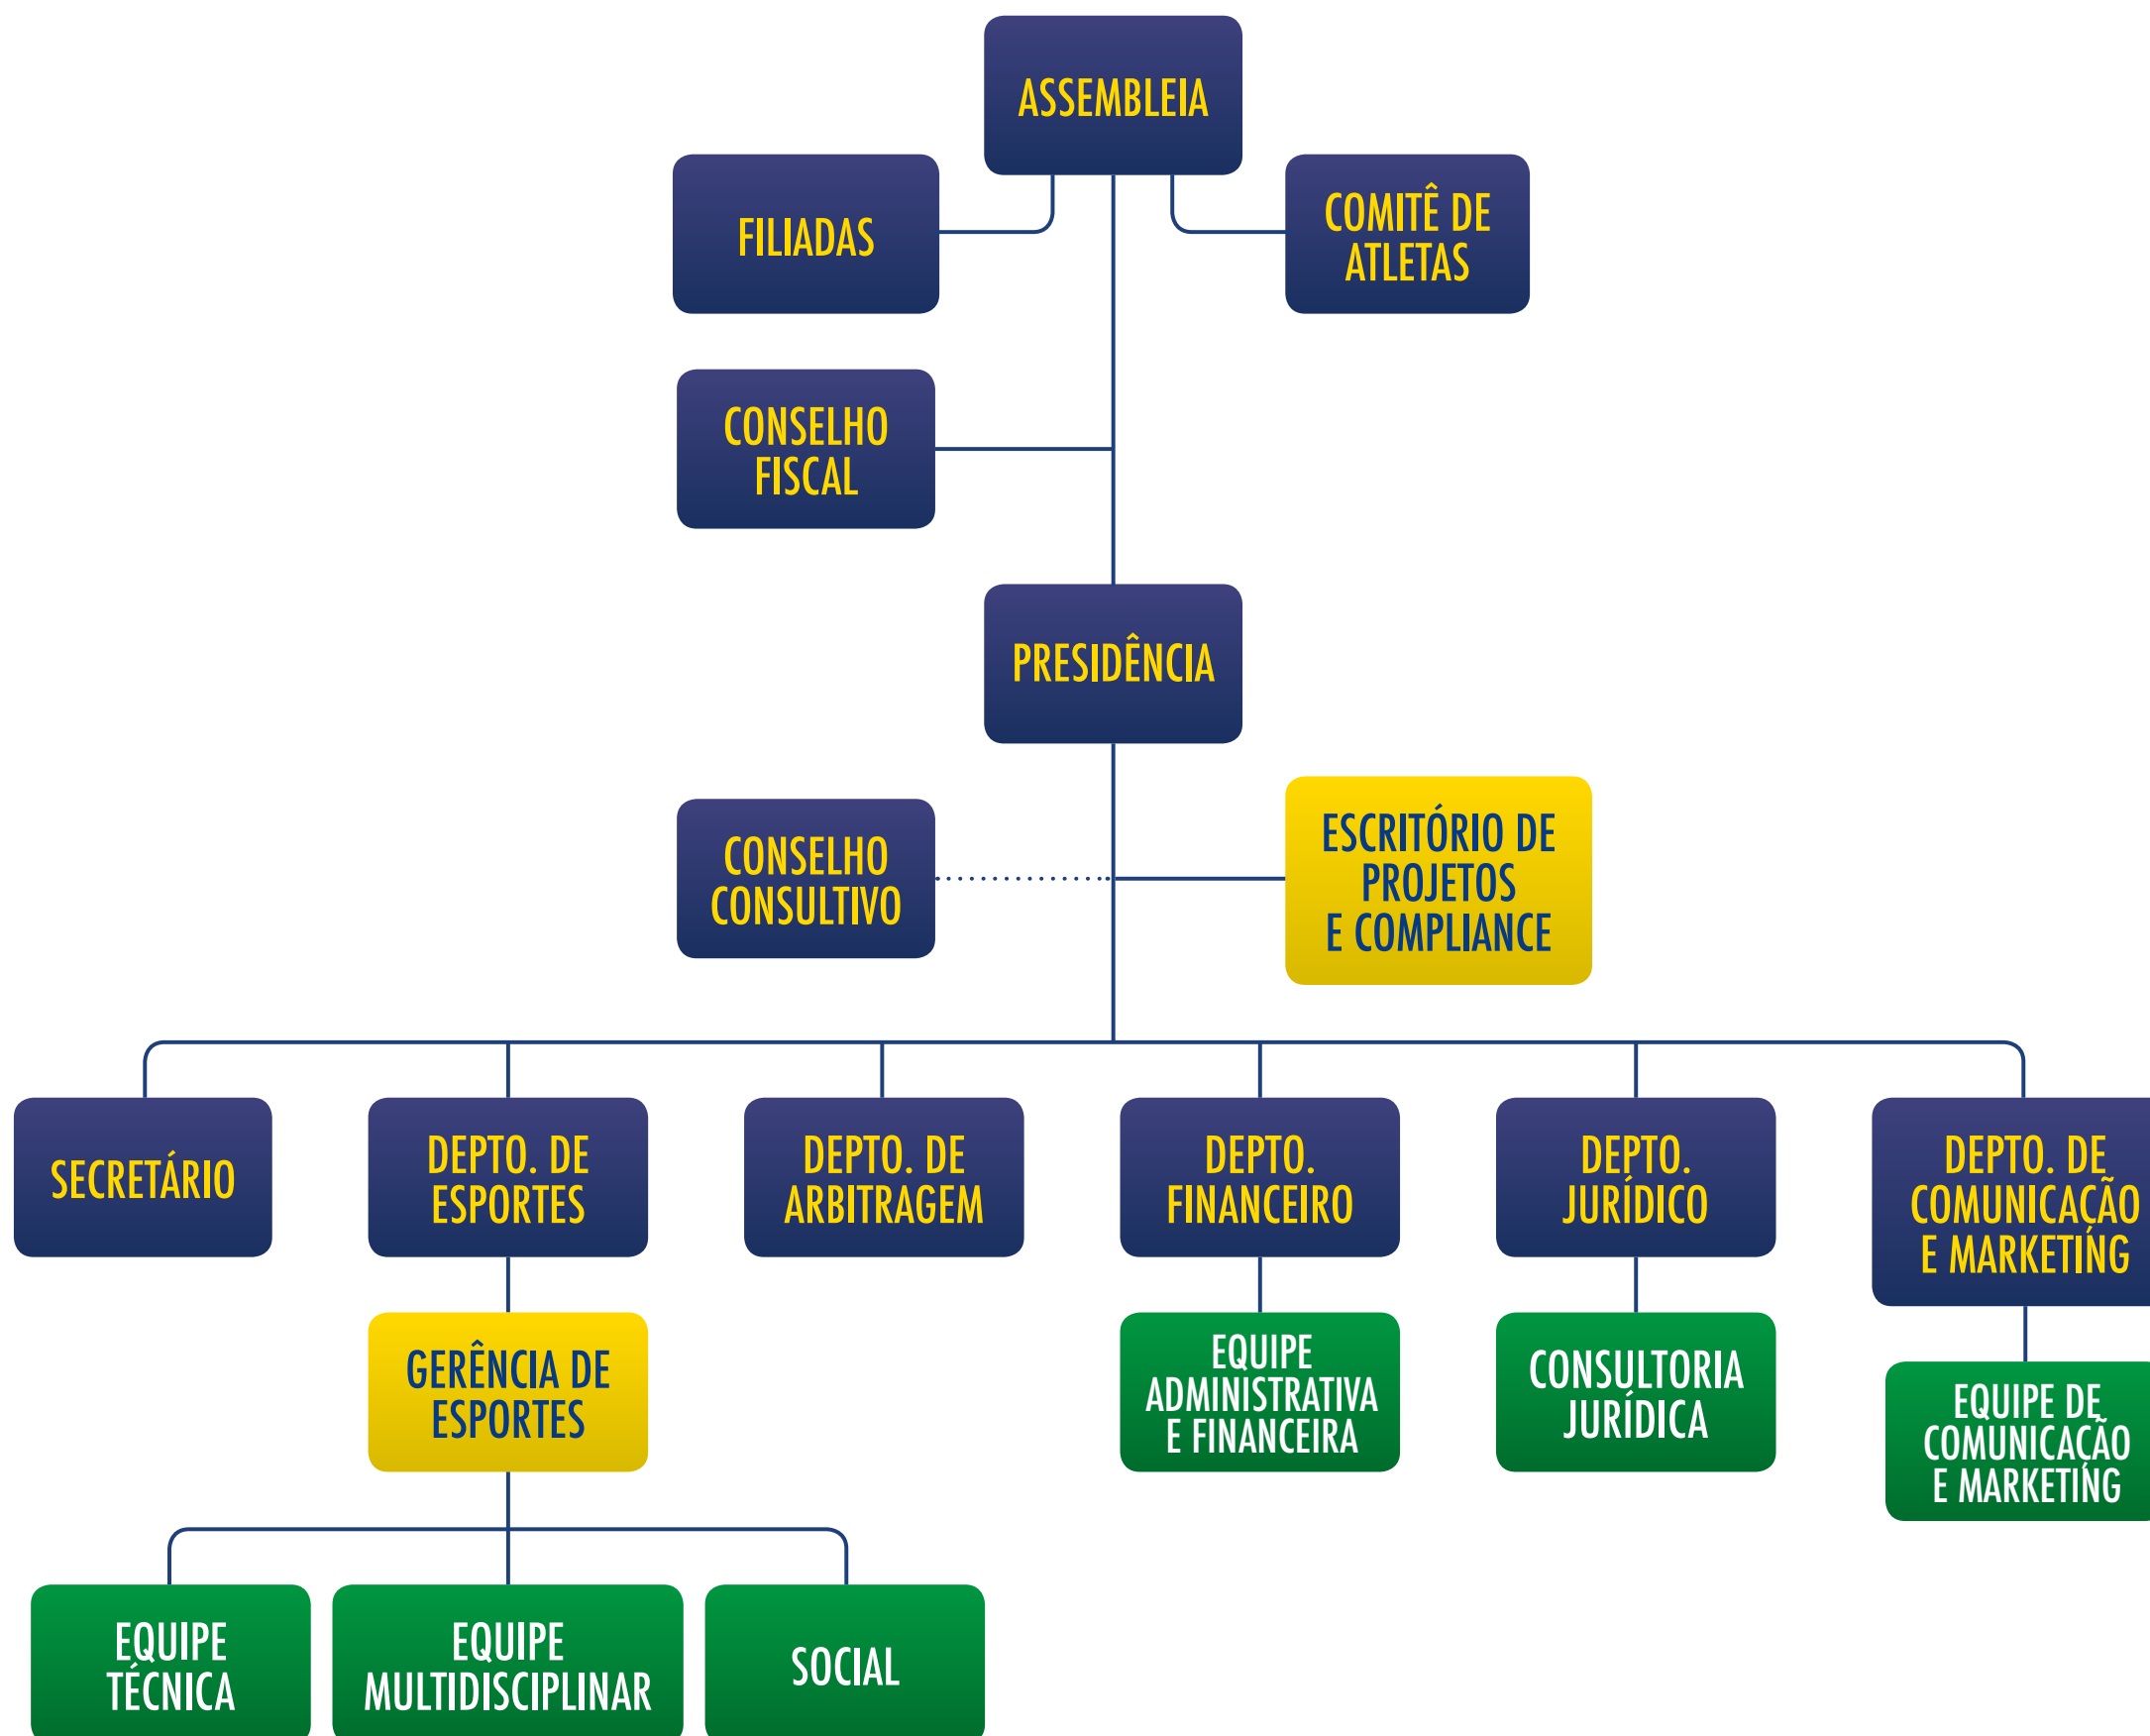 ASSEMBLEIA
FILIADAS
COMITÊ DE
ATLETAS
CONSELHO
FISCAL
PRESIDÊNCIA
CONSELHO
CONSULTIVO
ESCRITÓRIO DE
PROJETOS
E COMPLIANCE
SECRETÁRIO
DEPTO. DE
ESPORTES
DEPTO. DE
ARBITRAGEM
DEPTO.
FINANCEIRO
DEPTO.
JURÍDICO
DEPTO. DE
COMUNICAÇÃO
E MARKETING
GERÊNCIA DE
ESPORTES
EQUIPE
ADMINISTRATIVA
E FINANCEIRA
CONSULTORIA
JURÍDICA
EQUIPE DE
COMUNICAÇÃO
E MARKETING
EQUIPE
TÉCNICA
EQUIPE
MULTIDISCIPLINAR
SOCIAL